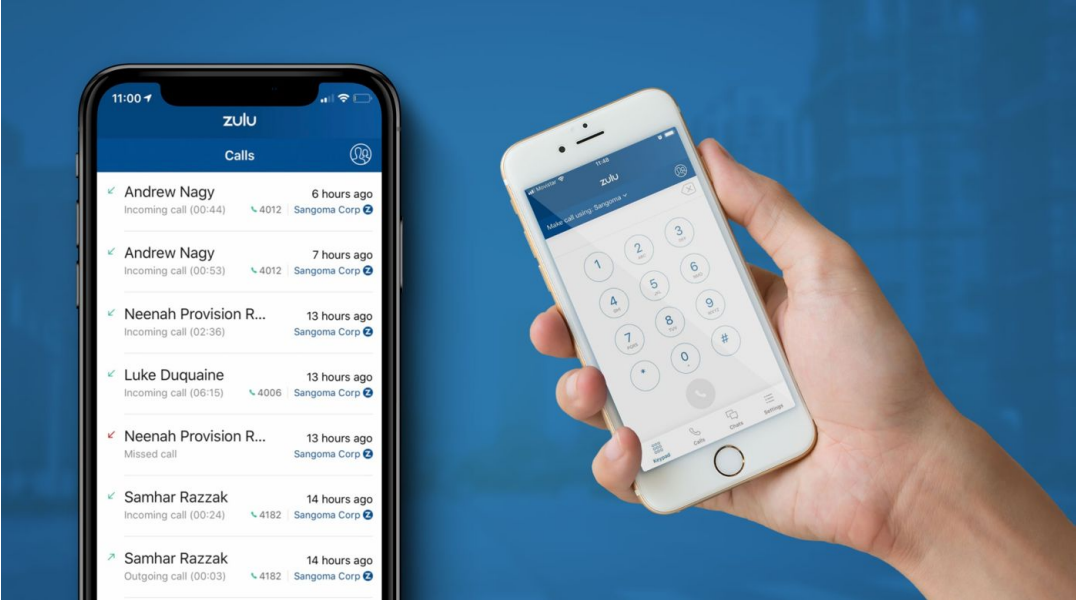 11:00
zulu
Calls
Andrew Nagy 6 hours ago
Incoming call (00:44) 4012 Sangoma Corp Z
Andrew Nagy 7 hours ago
Incoming call (00:53) 4012 Sangoma Corp Z
Neenah Provision R... 13 hours ago
Incoming call (02:36) Sangoma Corp Z
Luke Duquaine 13 hours ago
Incoming call (06:15) 4006 Sangoma Corp Z
Neenah Provision R... 13 hours ago
Missed call Sangoma Corp Z
Samhar Razzak 14 hours ago
Incoming call (00:24) 4182 Sangoma Corp Z
Samhar Razzak 14 hours ago
Outgoing call (00:03) 4182 Sangoma Corp Z
Movistar 11:48
zulu
Make call using: Sangoma
1 2 3
4 5 6
7 8 9
* 0 #
Keypad Calls Chats Settings